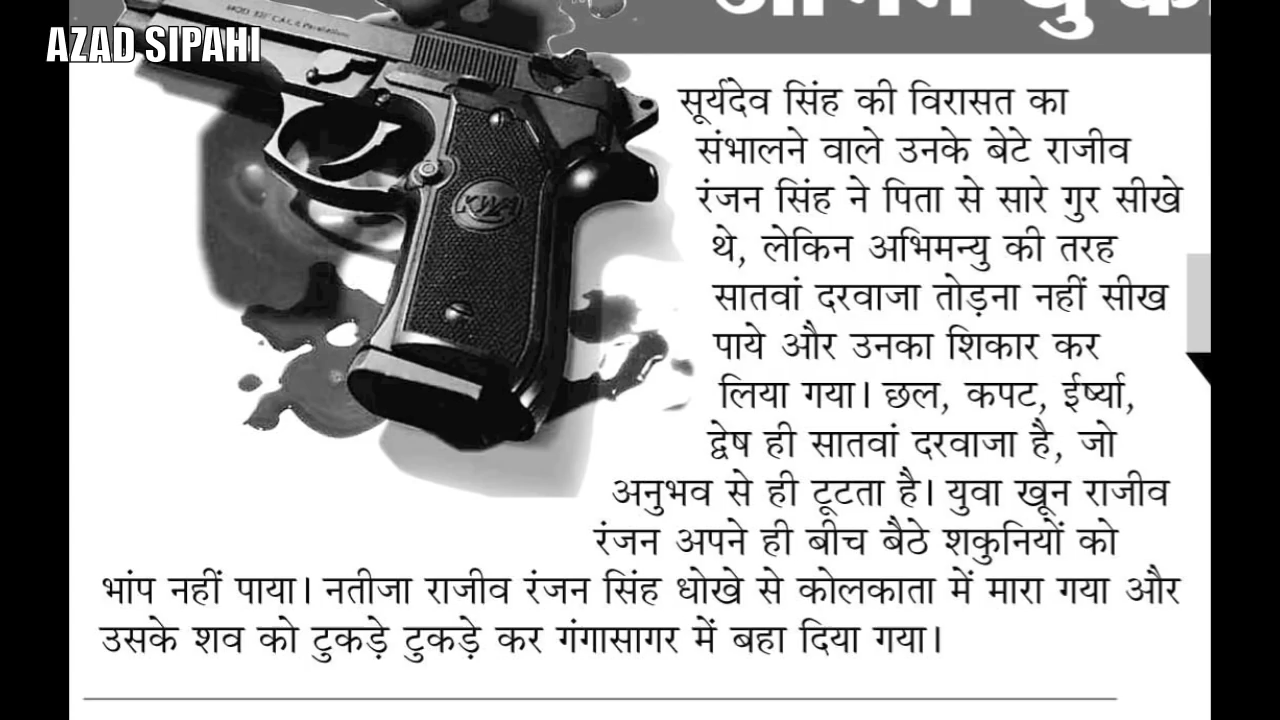 AZAD SIPAHI
सूर्यदेव सिंह की विरासत का
संभालने वाले उनके बेटे राजीव
रंजन सिंह ने पिता से सारे गुर सीखे
थे, लेकिन अभिमन्यु की तरह
सातवां दरवाजा तोड़ना नहीं सीख
पाये और उनका शिकार कर
लिया गया। छल, कपट, ईर्ष्या,
द्वेष ही सातवां दरवाजा है, जो
अनुभव से ही टूटता है। युवा खून राजीव
रंजन अपने ही बीच बैठे शकुनियों को
भांप नहीं पाया। नतीजा राजीव रंजन सिंह धोखे से कोलकाता में मारा गया और
उसके शव को टुकड़े टुकड़े कर गंगासागर में बहा दिया गया।
KWA